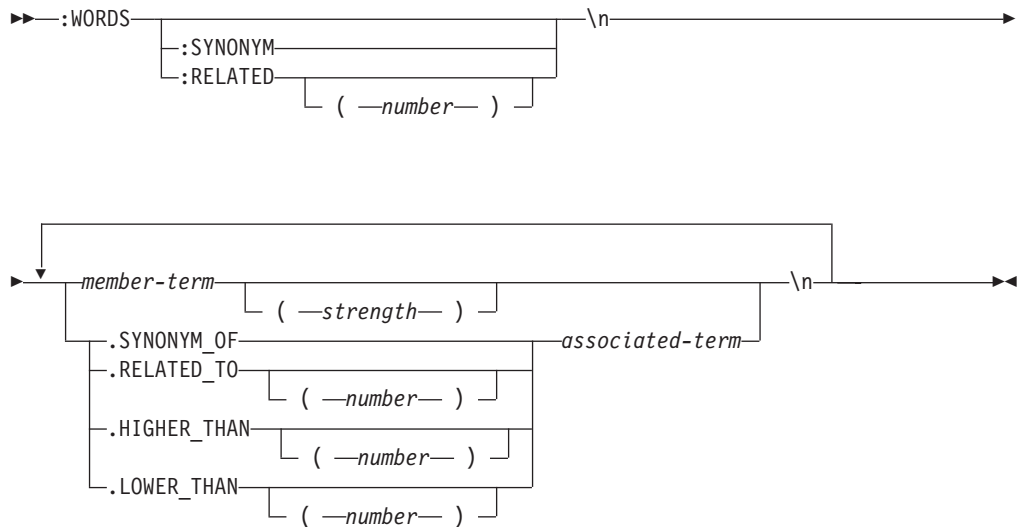 :WORDS \n
:SYNONYM
:RELATED
( number )
member-term \n
( strength )
.SYNONYM_OF associated-term
.RELATED_TO
( number )
.HIGHER_THAN
( number )
.LOWER_THAN
( number )